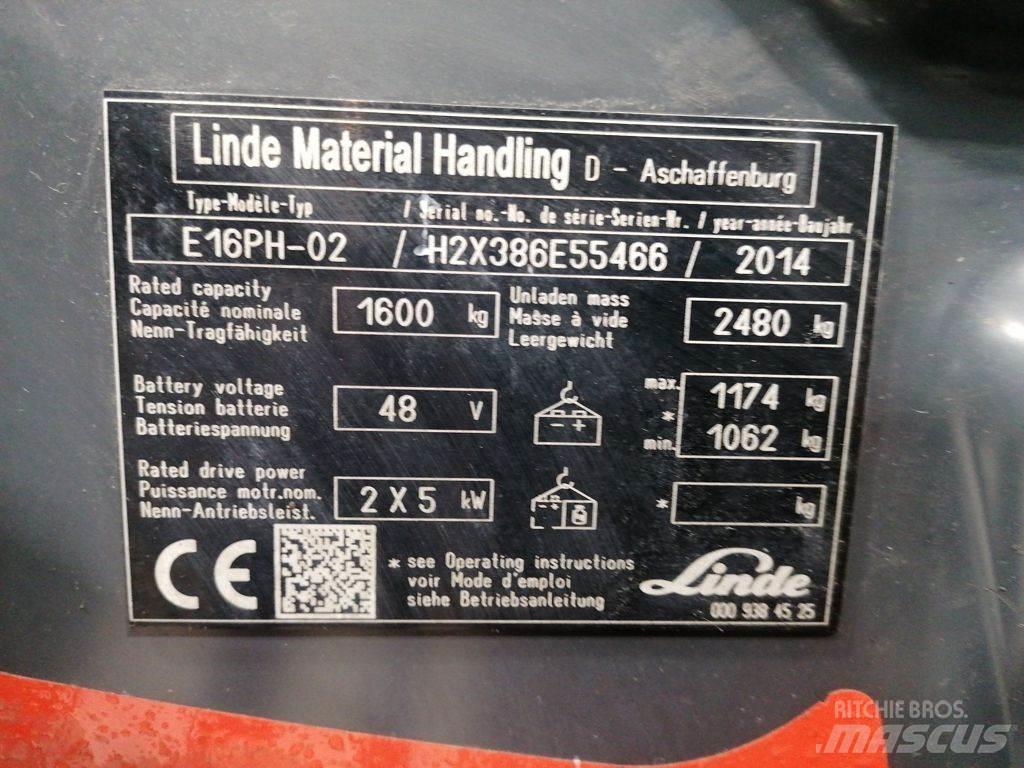 Linde Material Handling D - Aschaffenburg
Type-Modèle-Typ / Serial no.-No. de série-Serien-Nr. / year-année-Baujahr
E16PH-02 / H2X386E55466 / 2014
Rated capacity
Capacité nominale
Nenn-Tragfähigkeit
1600 kg
Unladen mass
Masse à vide
Leergewicht
2480 kg
Battery voltage
Tension batterie
Batteriespannung
48 V
- +
max. 1174 kg
*
min. 1062 kg
Rated drive power
Puissance motr.nom.
Nenn-Antriebsleist.
2 X 5 kW
- +
* kg
CE
* see Operating instructions
voir Mode d'emploi
siehe Betriebsanleitung
Linde
000 938 45 25
RITCHIE BROS.
MASCUS